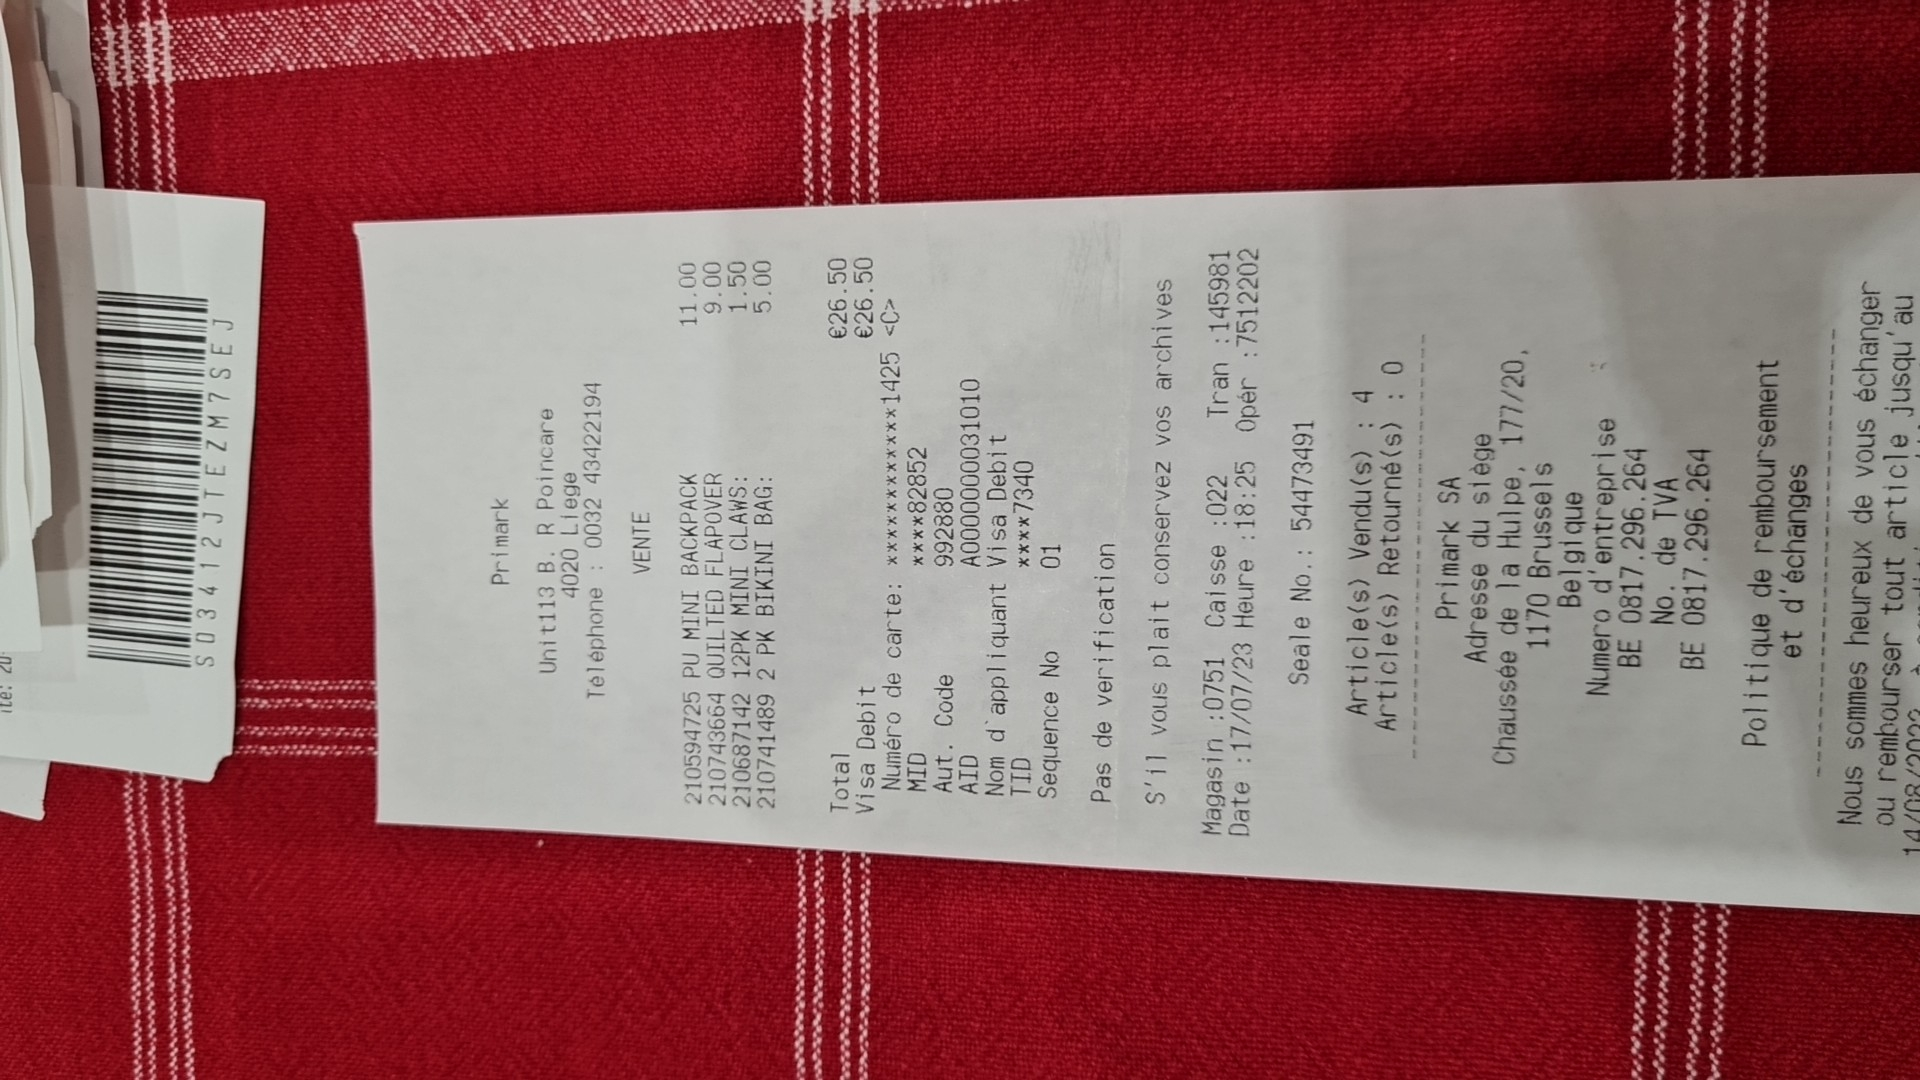 Primark
Unit113 B. R Poincare
4020 Liege
Téléphone : 0032 43422194
VENTE
210594725 PU MINI BACKPACK 11.00
210743664 QUILTED FLAPOVER 9.00
210687142 12PK MINI CLAWS: 1.50
210741489 2 PK BIKINI BAG: 5.00
Total €26.50
Visa Debit €26.50
Numéro de carte: ************1425 <C>
MID ****82852
Aut. Code 992880
AID A0000000031010
Nom d`appliquant Visa Debit
TID ****7340
Sequence No 01
Pas de verification
S'il vous plait conservez vos archives
Magasin :0751 Caisse :022 Tran :145981
Date :17/07/23 Heure :18:25 Opér :7512202
Seale No.: 54473491
Article(s) Vendu(s) : 4
Article(s) Retourné(s) : 0
Primark SA
Adresse du siège
Chaussée de la Hulpe, 177/20,
1170 Brussels
Belgique
Numero d'entreprise
BE 0817.296.264
No. de TVA
BE 0817.296.264
Politique de remboursement
et d'échanges
Nous sommes heureux de vous échanger
ou rembourser tout article jusqu'au
S03412JTEZM7SEJ